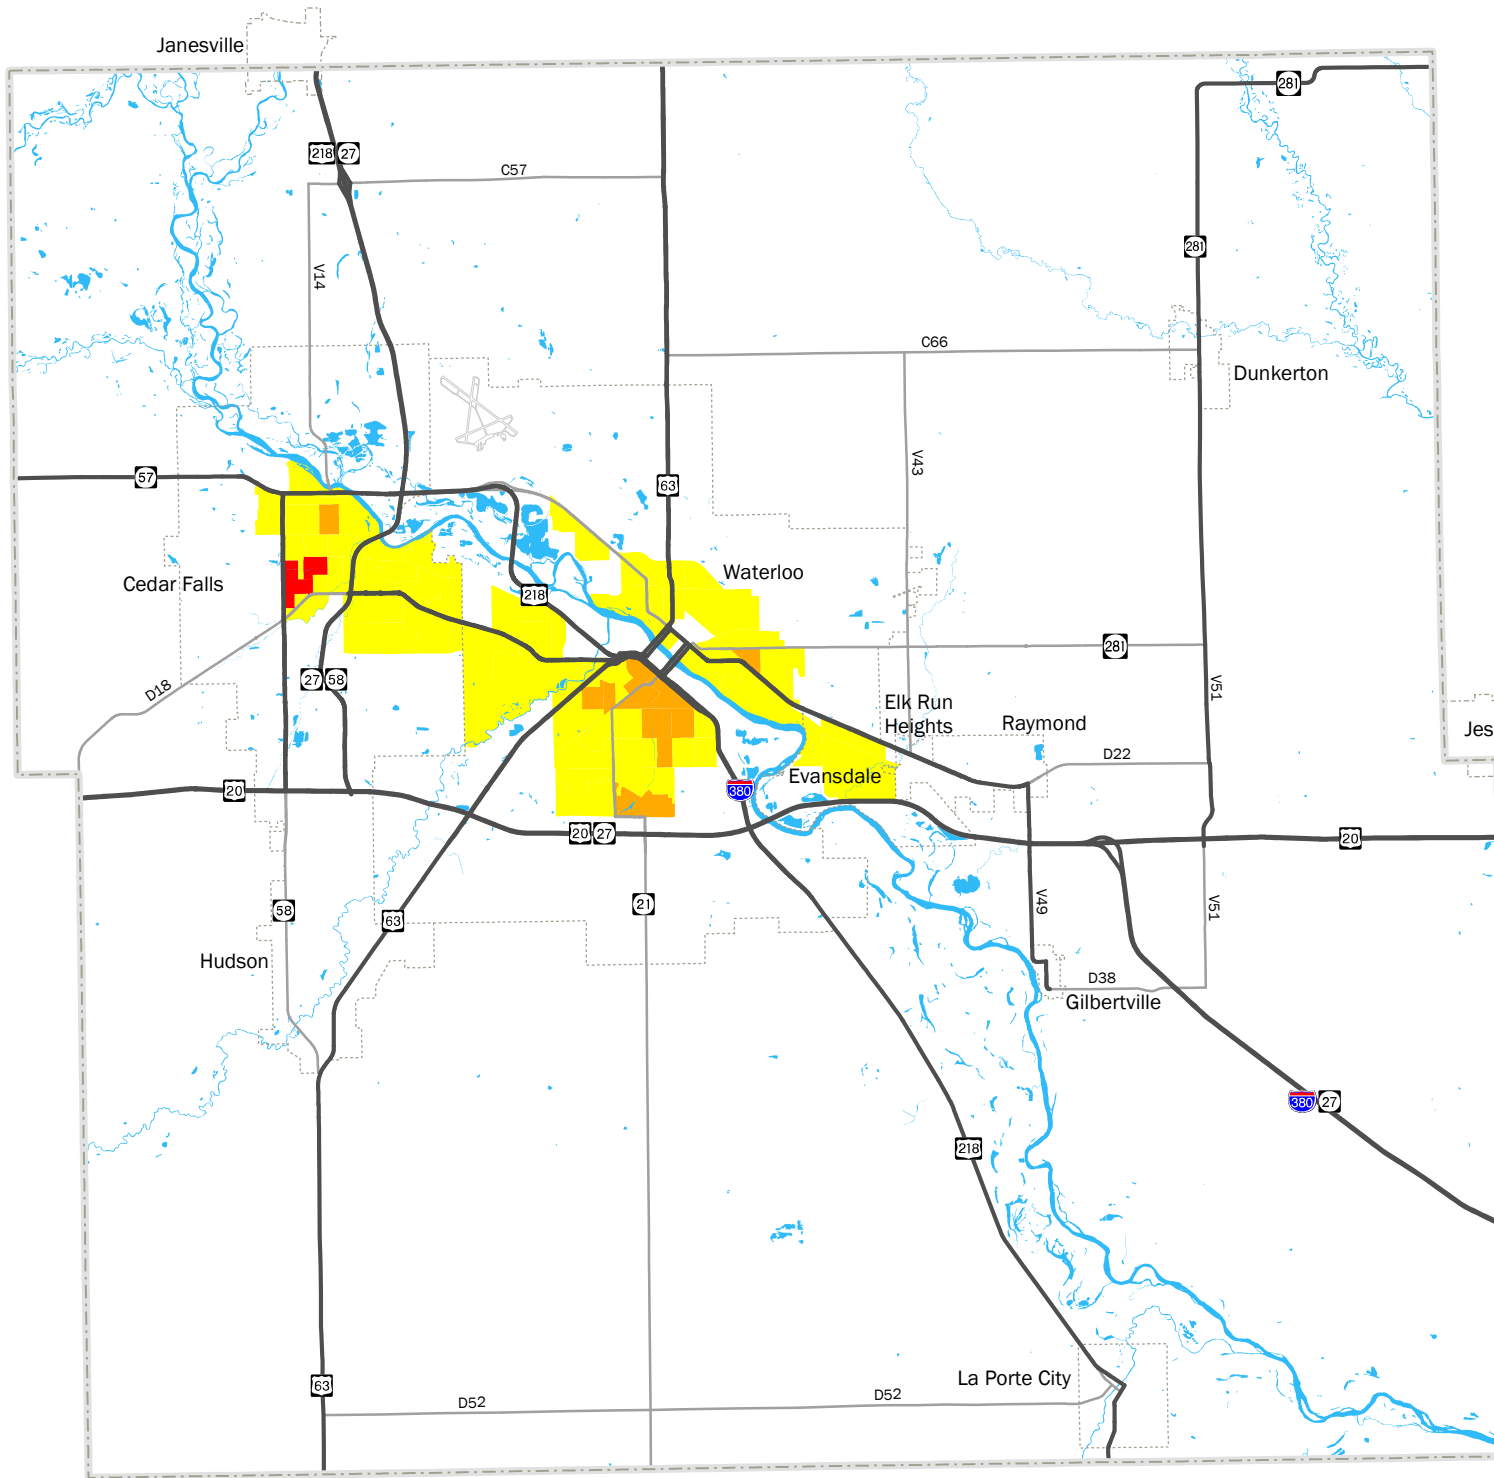 Janesville
281
218
27
C57
281
V14
C66
Dunkerton
V43
57
63
Waterloo
Cedar Falls
218
281
27
58
D18
V51
Elk Run
Heights
Raymond
Jes
D22
Evansdale
20
380
20
27
20
58
63
21
V49
V51
Hudson
D38
Gilbertville
380
27
218
La Porte City
63
D52
D52